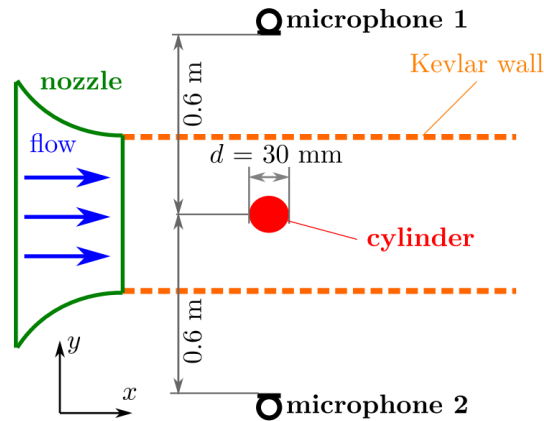 microphone 1
nozzle
Kevlar wall
0.6 m
flow
d = 30 mm
cylinder
0.6 m
y
x
microphone 2